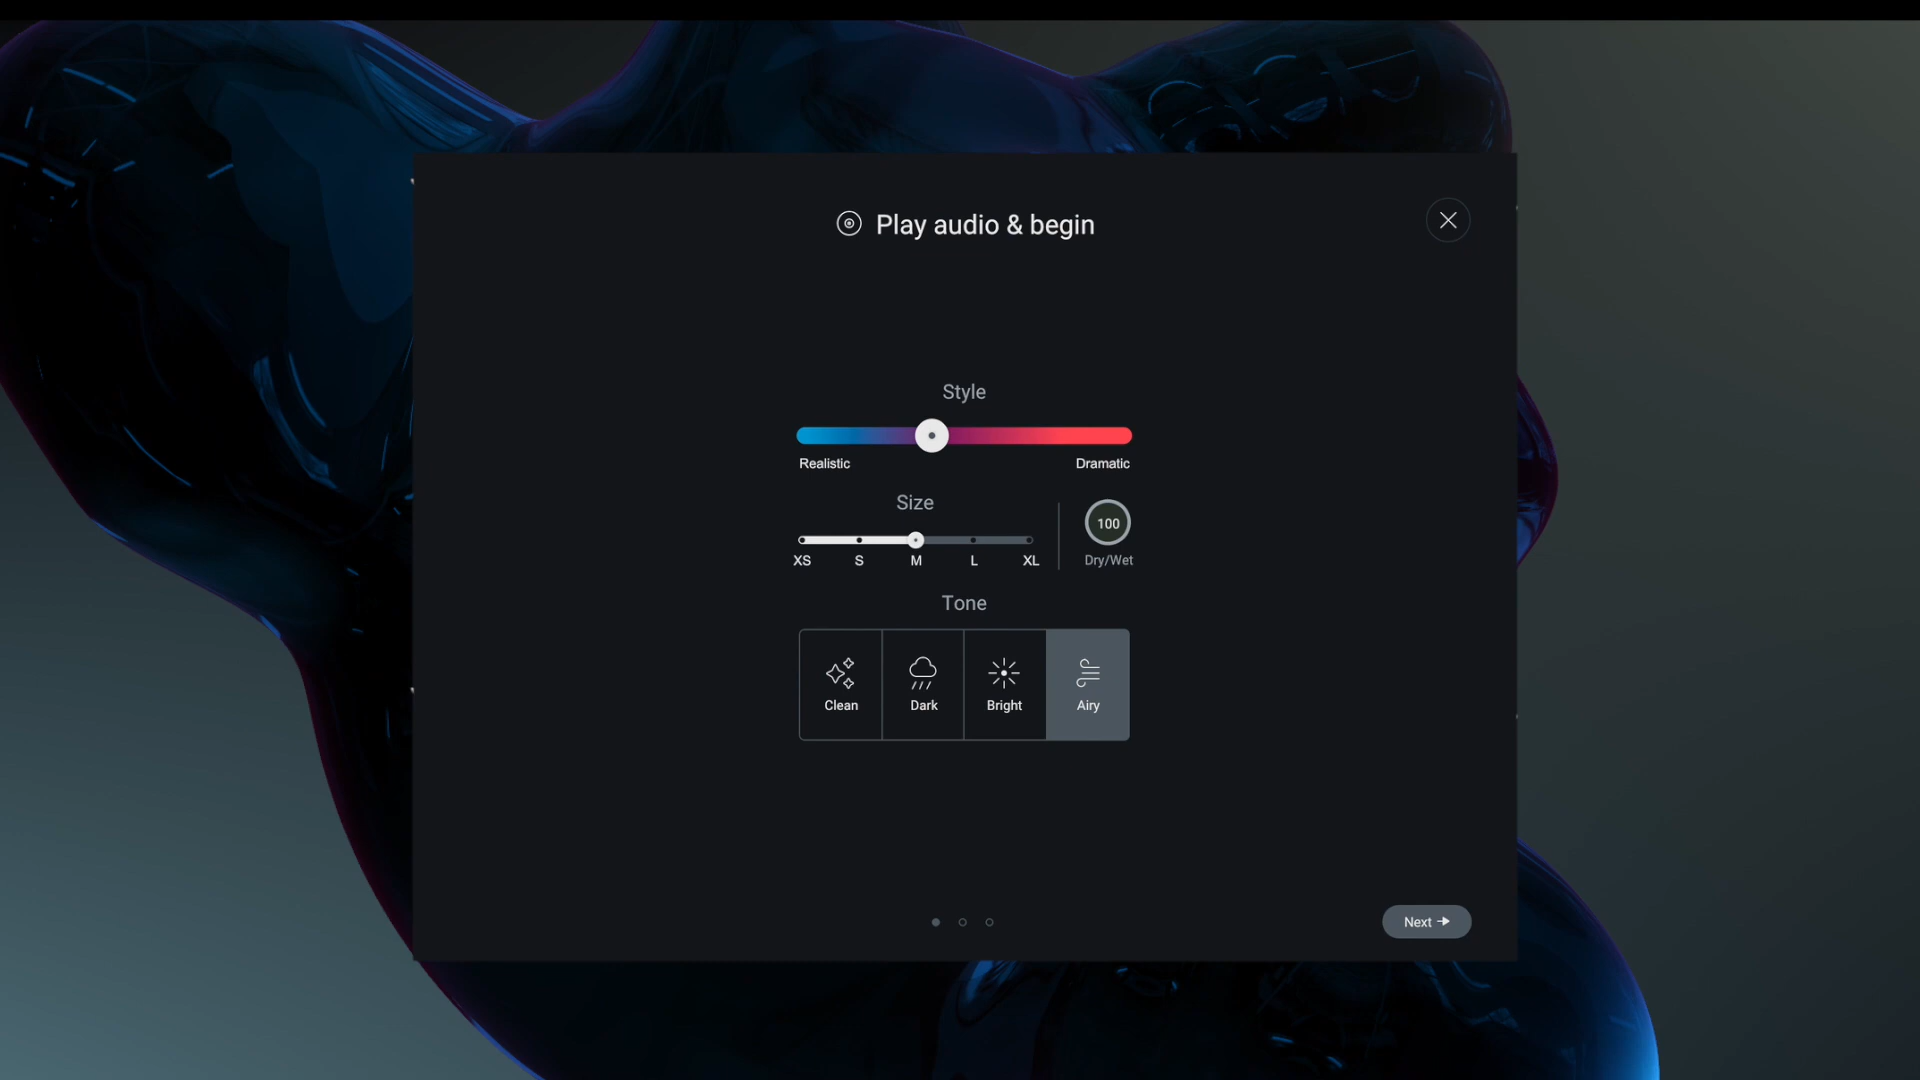 Play audio & begin
Style
Realistic
Dramatic
Size
XS
S
M
L
XL
100
Dry/Wet
Tone
Clean
Dark
Bright
Airy
Next